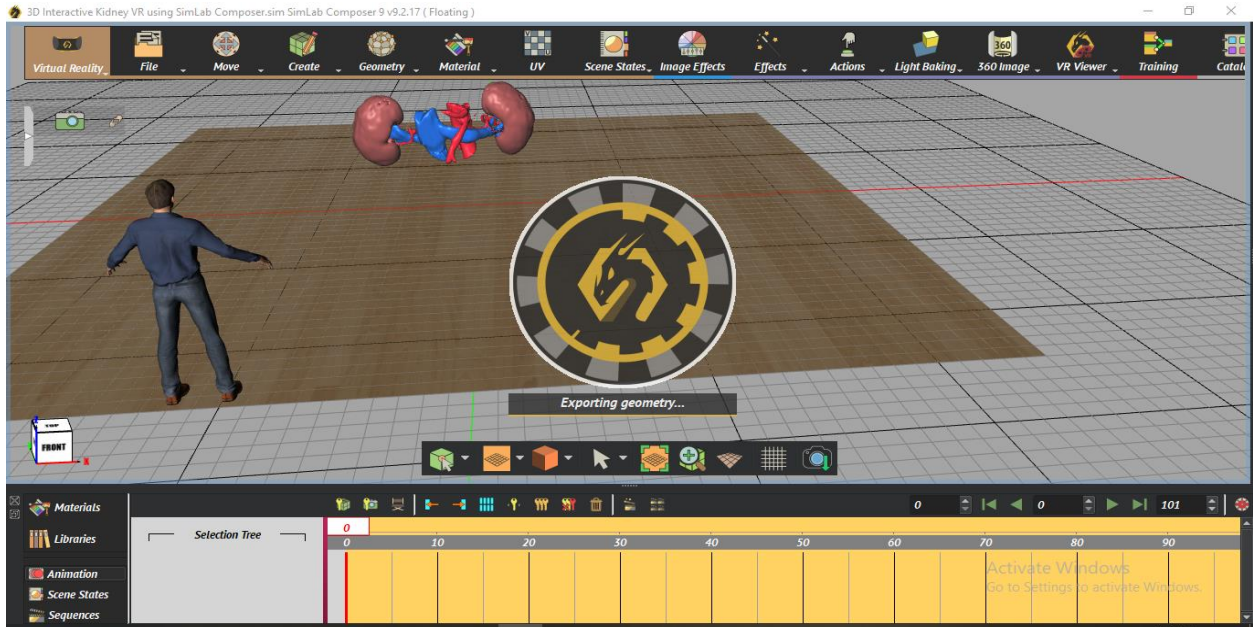 3D Interactive Kidney VR using SimLab Composer.sim SimLab Composer 9 v9.2.17 ( Floating )
Virtual Reality File Move Create Geometry Material UV Scene States Image Effects Effects Actions Light Baking 360 Image VR Viewer Training
360
Exporting geometry...
TOP
FRONT
x
Materials
0 0 101
Libraries
Selection Tree
0
0 10 20 30 40 50 60 70 80 90
Animation
Activate Windows
Scene States
Go to Settings to activate Windows.
Sequences